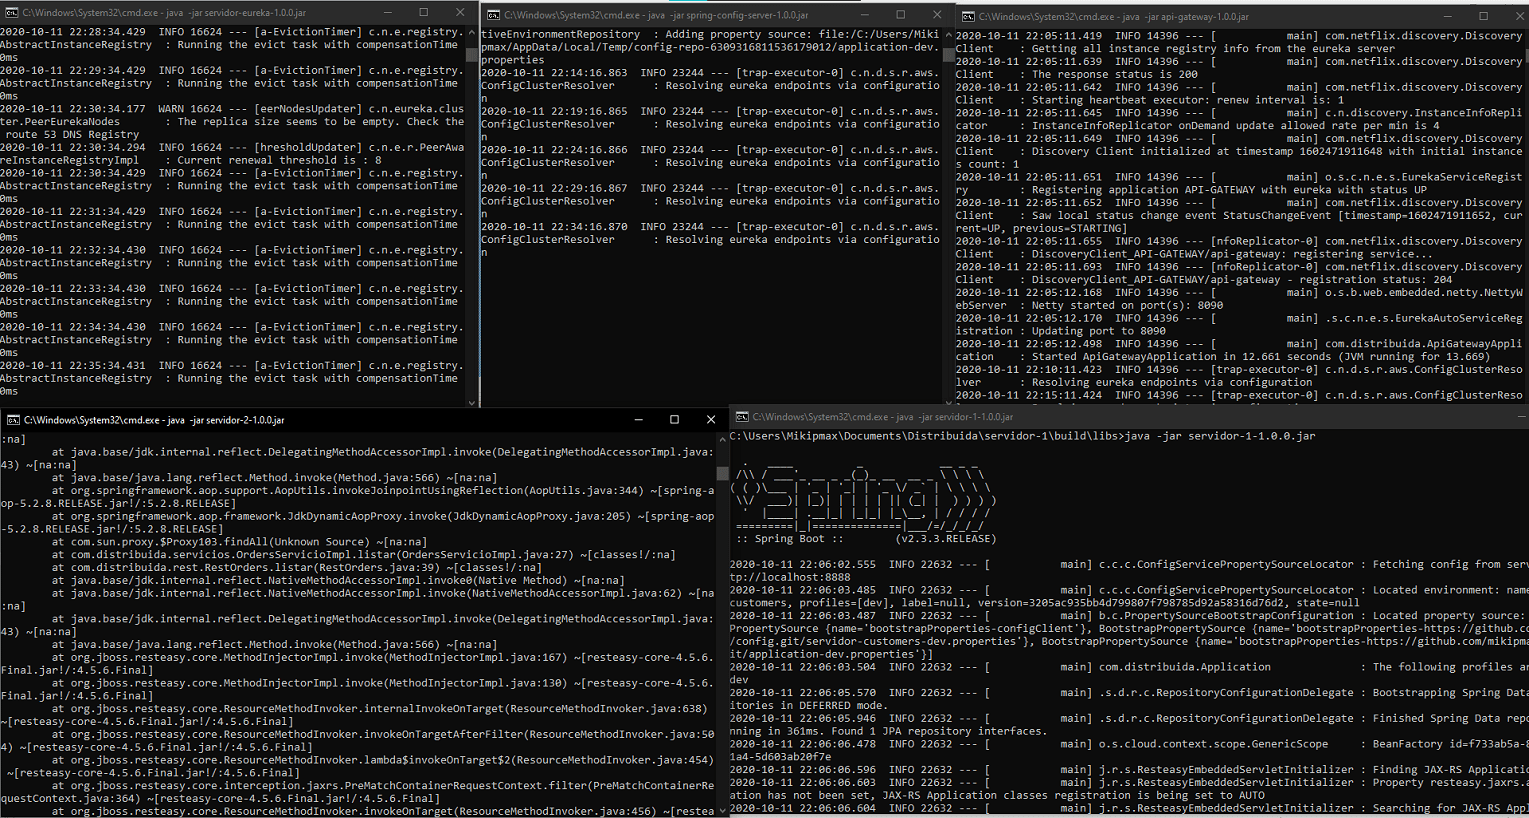 C:\Windows\System32\cmd.exe - java  -jar servidor-eureka-1.0.0.jar
2020-10-11 22:28:34.429  INFO 16624 --- [a-EvictionTimer] c.n.e.registry.
AbstractInstanceRegistry  : Running the evict task with compensationTime
0ms
2020-10-11 22:29:34.429  INFO 16624 --- [a-EvictionTimer] c.n.e.registry.
AbstractInstanceRegistry  : Running the evict task with compensationTime
0ms
2020-10-11 22:30:34.177  WARN 16624 --- [eerNodesUpdater] c.n.eureka.clus
ter.PeerEurekaNodes       : The replica size seems to be empty. Check the
 route 53 DNS Registry
2020-10-11 22:30:34.294  INFO 16624 --- [hresholdUpdater] c.n.e.r.PeerAwa
reInstanceRegistryImpl    : Current renewal threshold is : 8
2020-10-11 22:30:34.429  INFO 16624 --- [a-EvictionTimer] c.n.e.registry.
AbstractInstanceRegistry  : Running the evict task with compensationTime
0ms
2020-10-11 22:31:34.429  INFO 16624 --- [a-EvictionTimer] c.n.e.registry.
AbstractInstanceRegistry  : Running the evict task with compensationTime
0ms
2020-10-11 22:32:34.430  INFO 16624 --- [a-EvictionTimer] c.n.e.registry.
AbstractInstanceRegistry  : Running the evict task with compensationTime
0ms
2020-10-11 22:33:34.430  INFO 16624 --- [a-EvictionTimer] c.n.e.registry.
AbstractInstanceRegistry  : Running the evict task with compensationTime
0ms
2020-10-11 22:34:34.430  INFO 16624 --- [a-EvictionTimer] c.n.e.registry.
AbstractInstanceRegistry  : Running the evict task with compensationTime
0ms
2020-10-11 22:35:34.431  INFO 16624 --- [a-EvictionTimer] c.n.e.registry.
AbstractInstanceRegistry  : Running the evict task with compensationTime
0ms
C:\Windows\System32\cmd.exe - java  -jar spring-config-server-1.0.0.jar
tiveEnvironmentRepository  : Adding property source: file:/C:/Users/Miki
pmax/AppData/Local/Temp/config-repo-6309316811536179012/application-dev.
properties
2020-10-11 22:14:16.863  INFO 23244 --- [trap-executor-0] c.n.d.s.r.aws.
ConfigClusterResolver      : Resolving eureka endpoints via configuratio
n
2020-10-11 22:19:16.865  INFO 23244 --- [trap-executor-0] c.n.d.s.r.aws.
ConfigClusterResolver      : Resolving eureka endpoints via configuratio
n
2020-10-11 22:24:16.866  INFO 23244 --- [trap-executor-0] c.n.d.s.r.aws.
ConfigClusterResolver      : Resolving eureka endpoints via configuratio
n
2020-10-11 22:29:16.867  INFO 23244 --- [trap-executor-0] c.n.d.s.r.aws.
ConfigClusterResolver      : Resolving eureka endpoints via configuratio
n
2020-10-11 22:34:16.870  INFO 23244 --- [trap-executor-0] c.n.d.s.r.aws.
ConfigClusterResolver      : Resolving eureka endpoints via configuratio
n
C:\Windows\System32\cmd.exe - java  -jar api-gateway-1.0.0.jar
2020-10-11 22:05:11.419  INFO 14396 --- [           main] com.netflix.discovery.Discovery
Client    : Getting all instance registry info from the eureka server
2020-10-11 22:05:11.639  INFO 14396 --- [           main] com.netflix.discovery.Discovery
Client    : The response status is 200
2020-10-11 22:05:11.642  INFO 14396 --- [           main] com.netflix.discovery.Discovery
Client    : Starting heartbeat executor: renew interval is: 1
2020-10-11 22:05:11.645  INFO 14396 --- [           main] c.n.discovery.InstanceInfoRepli
cator     : InstanceInfoReplicator onDemand update allowed rate per min is 4
2020-10-11 22:05:11.649  INFO 14396 --- [           main] com.netflix.discovery.Discovery
Client    : Discovery Client initialized at timestamp 1602471911648 with initial instance
s count: 1
2020-10-11 22:05:11.651  INFO 14396 --- [           main] o.s.c.n.e.s.EurekaServiceRegist
ry        : Registering application API-GATEWAY with eureka with status UP
2020-10-11 22:05:11.652  INFO 14396 --- [           main] com.netflix.discovery.Discovery
Client    : Saw local status change event StatusChangeEvent [timestamp=1602471911652, cur
rent=UP, previous=STARTING]
2020-10-11 22:05:11.655  INFO 14396 --- [nfoReplicator-0] com.netflix.discovery.Discovery
Client    : DiscoveryClient_API-GATEWAY/api-gateway: registering service...
2020-10-11 22:05:11.693  INFO 14396 --- [nfoReplicator-0] com.netflix.discovery.Discovery
Client    : DiscoveryClient_API-GATEWAY/api-gateway - registration status: 204
2020-10-11 22:05:12.168  INFO 14396 --- [           main] o.s.b.web.embedded.netty.NettyW
ebServer  : Netty started on port(s): 8090
2020-10-11 22:05:12.170  INFO 14396 --- [           main] .s.c.n.e.s.EurekaAutoServiceReg
istration : Updating port to 8090
2020-10-11 22:05:12.498  INFO 14396 --- [           main] com.distribuida.ApiGatewayAppli
cation    : Started ApiGatewayApplication in 12.661 seconds (JVM running for 13.669)
2020-10-11 22:10:11.423  INFO 14396 --- [trap-executor-0] c.n.d.s.r.aws.ConfigClusterReso
lver      : Resolving eureka endpoints via configuration
2020-10-11 22:15:11.424  INFO 14396 --- [trap-executor-0] c.n.d.s.r.aws.ConfigClusterReso
C:\Windows\System32\cmd.exe - java  -jar servidor-2-1.0.0.jar
:na]
        at java.base/jdk.internal.reflect.DelegatingMethodAccessorImpl.invoke(DelegatingMethodAccessorImpl.java:
43) ~[na:na]
        at java.base/java.lang.reflect.Method.invoke(Method.java:566) ~[na:na]
        at org.springframework.aop.support.AopUtils.invokeJoinpointUsingReflection(AopUtils.java:344) ~[spring-a
op-5.2.8.RELEASE.jar!/:5.2.8.RELEASE]
        at org.springframework.aop.framework.JdkDynamicAopProxy.invoke(JdkDynamicAopProxy.java:205) ~[spring-aop
-5.2.8.RELEASE.jar!/:5.2.8.RELEASE]
        at com.sun.proxy.$Proxy103.findAll(Unknown Source) ~[na:na]
        at com.distribuida.servicios.OrdersServicioImpl.listar(OrdersServicioImpl.java:27) ~[classes!/:na]
        at com.distribuida.rest.RestOrders.listar(RestOrders.java:39) ~[classes!/:na]
        at java.base/jdk.internal.reflect.NativeMethodAccessorImpl.invoke0(Native Method) ~[na:na]
        at java.base/jdk.internal.reflect.NativeMethodAccessorImpl.invoke(NativeMethodAccessorImpl.java:62) ~[na
:na]
        at java.base/jdk.internal.reflect.DelegatingMethodAccessorImpl.invoke(DelegatingMethodAccessorImpl.java:
43) ~[na:na]
        at java.base/java.lang.reflect.Method.invoke(Method.java:566) ~[na:na]
        at org.jboss.resteasy.core.MethodInjectorImpl.invoke(MethodInjectorImpl.java:167) ~[resteasy-core-4.5.6.
Final.jar!/:4.5.6.Final]
        at org.jboss.resteasy.core.MethodInjectorImpl.invoke(MethodInjectorImpl.java:130) ~[resteasy-core-4.5.6.
Final.jar!/:4.5.6.Final]
        at org.jboss.resteasy.core.ResourceMethodInvoker.internalInvokeOnTarget(ResourceMethodInvoker.java:638)
~[resteasy-core-4.5.6.Final.jar!/:4.5.6.Final]
        at org.jboss.resteasy.core.ResourceMethodInvoker.invokeOnTargetAfterFilter(ResourceMethodInvoker.java:50
4) ~[resteasy-core-4.5.6.Final.jar!/:4.5.6.Final]
        at org.jboss.resteasy.core.ResourceMethodInvoker.lambda$invokeOnTarget$2(ResourceMethodInvoker.java:454)
 ~[resteasy-core-4.5.6.Final.jar!/:4.5.6.Final]
        at org.jboss.resteasy.core.interception.jaxrs.PreMatchContainerRequestContext.filter(PreMatchContainerRe
questContext.java:364) ~[resteasy-core-4.5.6.Final.jar!/:4.5.6.Final]
        at org.jboss.resteasy.core.ResourceMethodInvoker.invokeOnTarget(ResourceMethodInvoker.java:456) ~[restea
C:\Windows\System32\cmd.exe - java  -jar servidor-1-1.0.0.jar
C:\Users\Mikipmax\Documents\Distribuida\servidor-1\build\libs>java -jar servidor-1-1.0.0.jar
:: Spring Boot ::        (v2.3.3.RELEASE)
2020-10-11 22:06:02.555  INFO 22632 --- [           main] c.c.c.ConfigServicePropertySourceLocator : Fetching config from serv
tp://localhost:8888
2020-10-11 22:06:03.485  INFO 22632 --- [           main] c.c.c.ConfigServicePropertySourceLocator : Located environment: name
customers, profiles=[dev], label=null, version=3205ac935bb4d799807f798785d92a58316d76d2, state=null
2020-10-11 22:06:03.487  INFO 22632 --- [           main] b.c.PropertySourceBootstrapConfiguration : Located property source:
PropertySource {name='bootstrapProperties-configClient'}, BootstrapPropertySource {name='bootstrapProperties-https://github.co
/config.git/servidor-customers-dev.properties'}, BootstrapPropertySource {name='bootstrapProperties-https://github.com/mikipm
it/application-dev.properties'}]
2020-10-11 22:06:03.504  INFO 22632 --- [           main] com.distribuida.Application              : The following profiles ar
dev
2020-10-11 22:06:05.570  INFO 22632 --- [           main] .s.d.r.c.RepositoryConfigurationDelegate : Bootstrapping Spring Data
itories in DEFERRED mode.
2020-10-11 22:06:05.946  INFO 22632 --- [           main] .s.d.r.c.RepositoryConfigurationDelegate : Finished Spring Data repo
nning in 361ms. Found 1 JPA repository interfaces.
2020-10-11 22:06:06.478  INFO 22632 --- [           main] o.s.cloud.context.scope.GenericScope     : BeanFactory id=f733ab5a-8
1a4-5d603ab20f7e
2020-10-11 22:06:06.596  INFO 22632 --- [           main] j.r.s.ResteasyEmbeddedServletInitializer : Finding JAX-RS Applicatio
2020-10-11 22:06:06.603  INFO 22632 --- [           main] j.r.s.ResteasyEmbeddedServletInitializer : Property resteasy.jaxrs.a
ation has not been set, JAX-RS Application classes registration is being set to AUTO
2020-10-11 22:06:06.604  INFO 22632 --- [           main] j.r.s.ResteasyEmbeddedServletInitializer : Searching for JAX-RS Appl